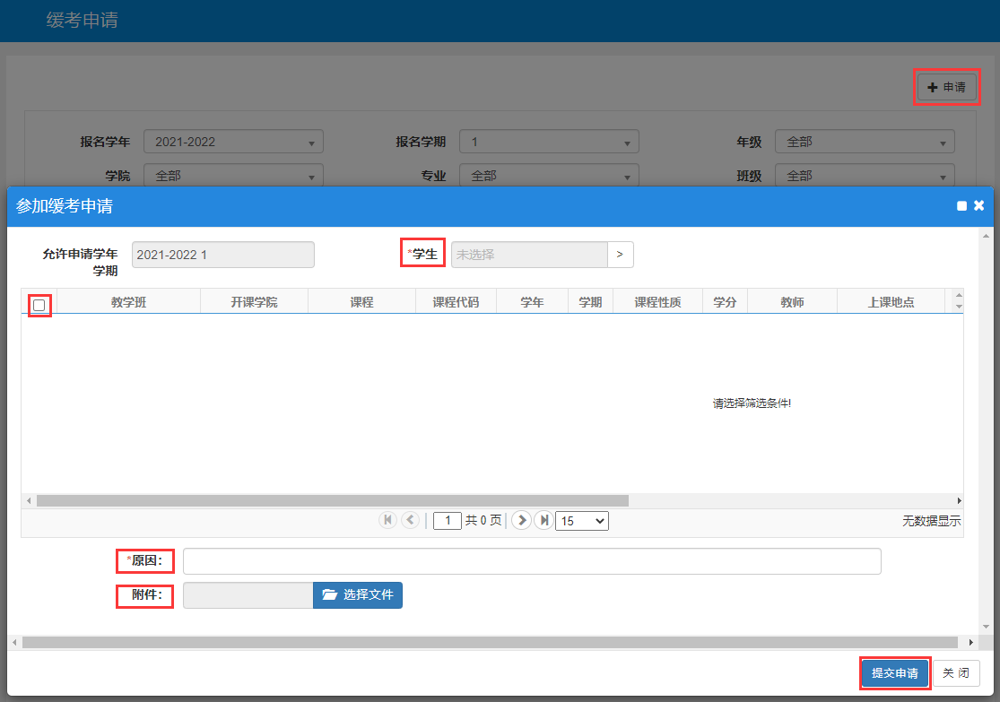 缓考申请
申请
报名学年 2021-2022 报名学期 1 年级 全部
学院 全部 专业 全部 班级 全部
参加缓考申请
允许申请学年学期 2021-2022 1 *学生 未选择 >
教学班 开课学院 课程 课程代码 学年 学期 课程性质 学分 教师 上课地点
请选择筛选条件!
1 共 0 页 15 无数据显示
*原因：
附件： 选择文件
提交申请 关 闭